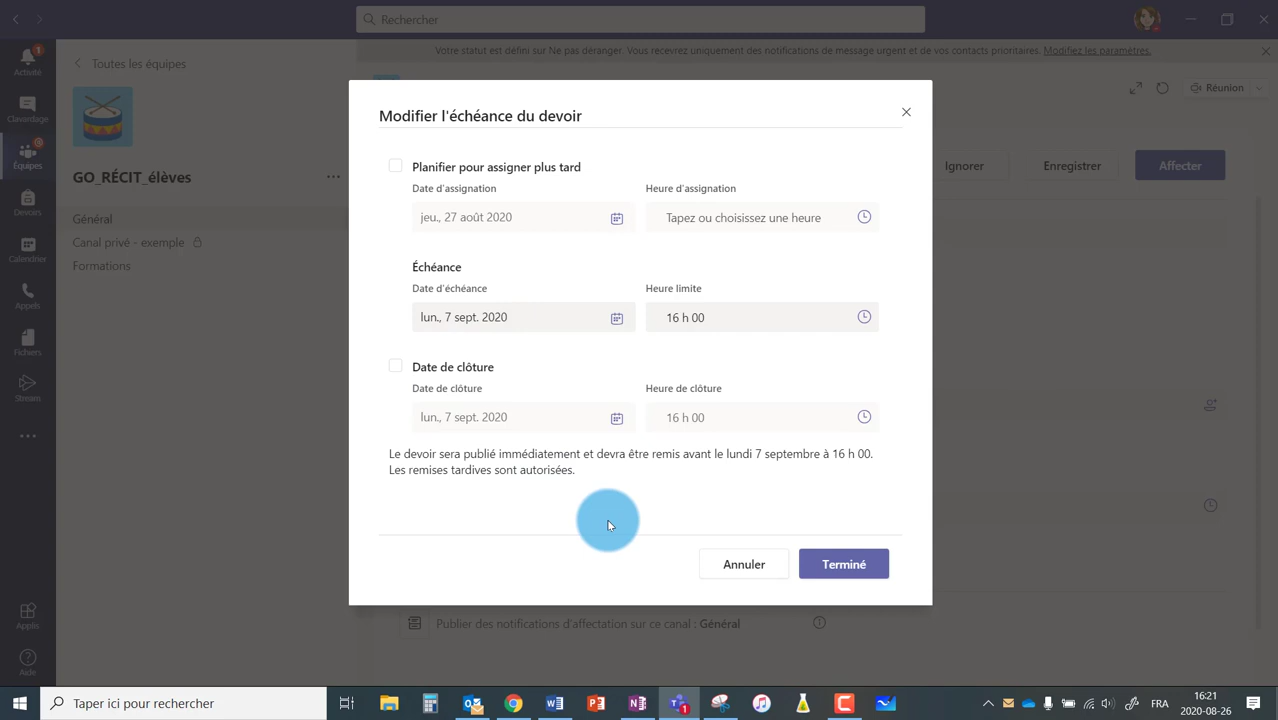 Rechercher
Votre statut est défini sur Ne pas déranger. Vous recevrez uniquement des notifications de message urgent et de vos contacts prioritaires. Modifiez les paramètres.
1
Activité
Clavardage
Équipes
Devoirs
Calendrier
Appels
Fichiers
Stream
Applis
Aide
Toutes les équipes
GO_RÉCIT_élèves
Général
Canal privé - exemple
Formations
Réunion
Ignorer
Enregistrer
Affecter
Modifier l'échéance du devoir
Planifier pour assigner plus tard
Date d'assignation
Heure d'assignation
jeu., 27 août 2020
Tapez ou choisissez une heure
Échéance
Date d'échéance
Heure limite
lun., 7 sept. 2020
16 h 00
Date de clôture
Date de clôture
Heure de clôture
lun., 7 sept. 2020
16 h 00
Le devoir sera publié immédiatement et devra être remis avant le lundi 7 septembre à 16 h 00.
Les remises tardives sont autorisées.
Annuler
Terminé
Publier des notifications d'affectation sur ce canal : Général
Taper ici pour rechercher
1
FRA
16:21
2020-08-26